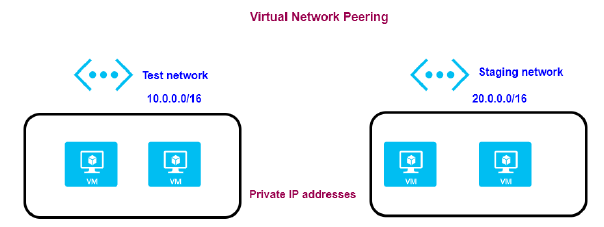 Virtual Network Peering
Test network
10.0.0.0/16
Staging network
20.0.0.0/16
VM
VM
VM
VM
Private IP addresses